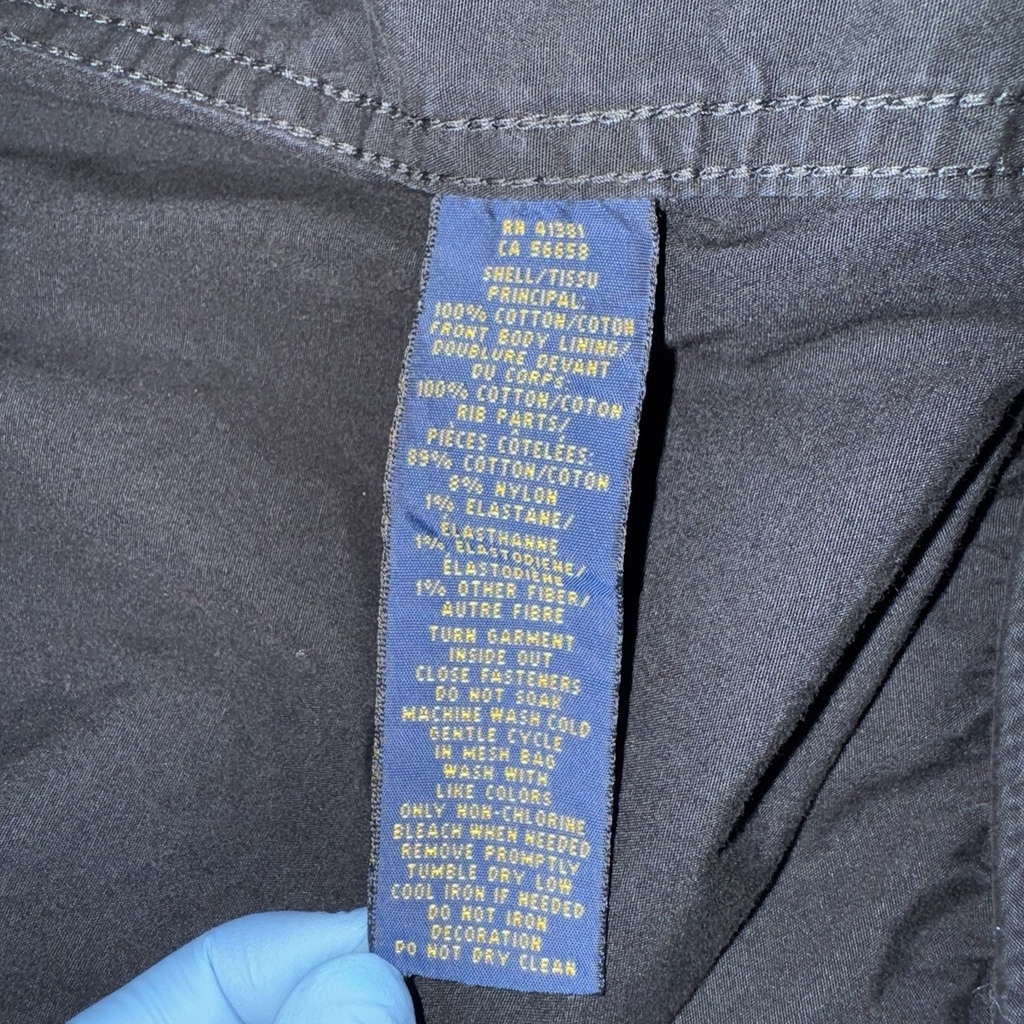 RN 41381
CA 56658
SHELL/TISSU
PRINCIPAL:
100% COTTON/COTON
FRONT BODY LINING/
DOUBLURE DEVANT
DU CORPS:
100% COTTON/COTON
RIB PARTS/
PIÈCES CÔTELÉES:
89% COTTON/COTON
8% NYLON
1% ELASTANE/
ÉLASTHANNE
1% ELASTODIENE/
ÉLASTODIÈNE
1% OTHER FIBER/
AUTRE FIBRE
TURN GARMENT
INSIDE OUT
CLOSE FASTENERS
DO NOT SOAK
MACHINE WASH COLD
GENTLE CYCLE
IN MESH BAG
WASH WITH
LIKE COLORS
ONLY NON-CHLORINE
BLEACH WHEN NEEDED
REMOVE PROMPTLY
TUMBLE DRY LOW
COOL IRON IF NEEDED
DO NOT IRON
DECORATION
DO NOT DRY CLEAN